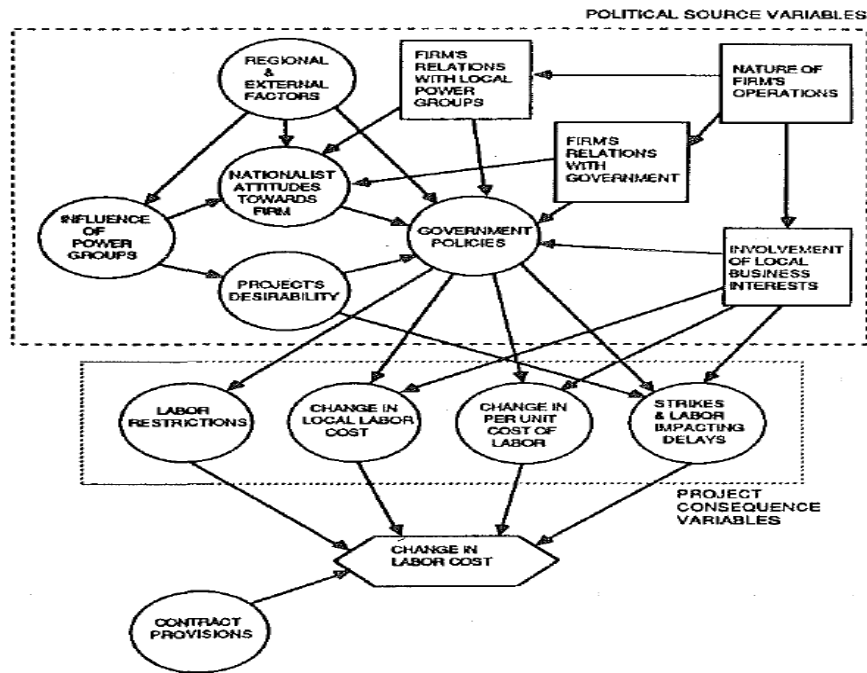 POLITICAL SOURCE VARIABLES
REGIONAL
&
EXTERNAL
FACTORS
FIRM'S
RELATIONS
WITH LOCAL
POWER
GROUPS
NATURE OF
FIRM'S
OPERATIONS
FIRM'S
RELATIONS
WITH
GOVERNMENT
NATIONALIST
ATTITUDES
TOWARDS
FIRM
INFLUENCE
OF
POWER
GROUPS
GOVERNMENT
POLICIES
INVOLVEMENT
OF LOCAL
BUSINESS
INTERESTS
PROJECT'S
DESIRABILITY
LABOR
RESTRICTIONS
CHANGE IN
LOCAL LABOR
COST
CHANGE IN
PER UNIT
COST OF
LABOR
STRIKES
& LABOR
IMPACTING
DELAYS
PROJECT
CONSEQUENCE
VARIABLES
CHANGE IN
LABOR COST
CONTRACT
PROVISIONS